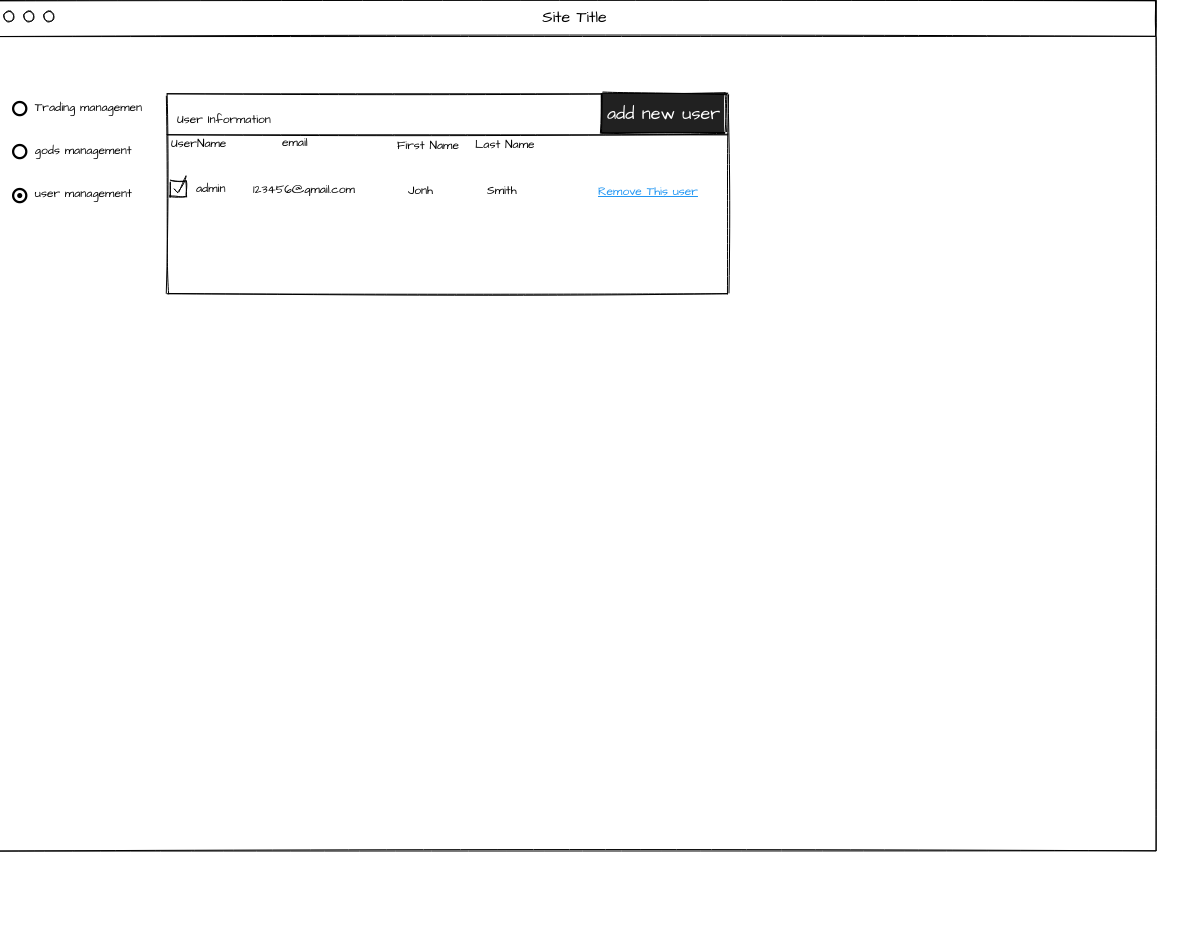 Site Title
Trading managemen
gods management
user management
User Information
add new user
UserName email First Name Last Name
admin 123456@gmail.com Jonh Smith Remove This user